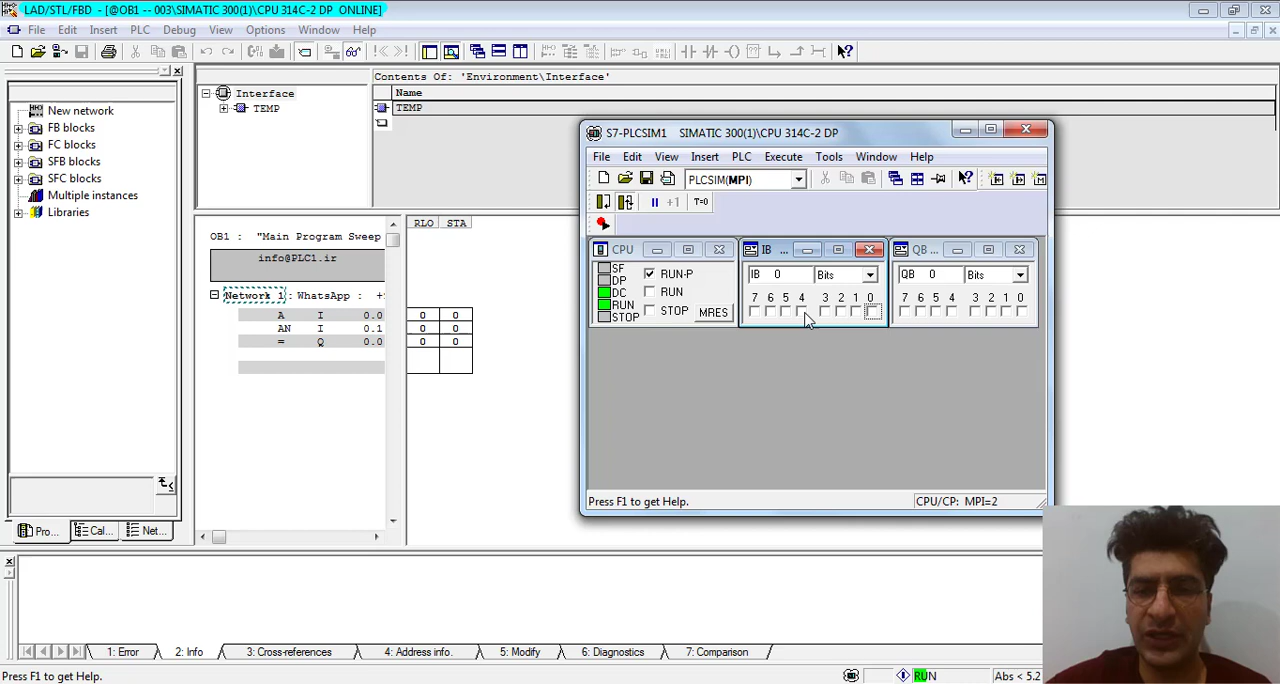 LAD/STL/FBD - [@OB1 -- 003\SIMATIC 300(1)\CPU 314C-2 DP ONLINE]
File Edit Insert PLC Debug View Options Window Help
New network
FB blocks
FC blocks
SFB blocks
SFC blocks
Multiple instances
Libraries
Pro... Cal... Net...
Interface
TEMP
Contents Of: 'Environment\Interface'
Name
TEMP
OB1 : "Main Program Sweep
info@PLC1.ir
Network 1 : WhatsApp : +
RLO STA
A I 0.0 0 0
AN I 0.1 0 0
= Q 0.0 0 0
S7-PLCSIM1 SIMATIC 300(1)\CPU 314C-2 DP
File Edit View Insert PLC Execute Tools Window Help
PLCSIM(MPI)
+1 T=0
CPU
SF
DP
DC
RUN
STOP
RUN-P
RUN
STOP MRES
IB ...
IB 0 Bits
7 6 5 4 3 2 1 0
QB ...
QB 0 Bits
7 6 5 4 3 2 1 0
Press F1 to get Help. CPU/CP: MPI=2
1: Error 2: Info 3: Cross-references 4: Address info. 5: Modify 6: Diagnostics 7: Comparison
Press F1 to get Help. RUN Abs < 5.2